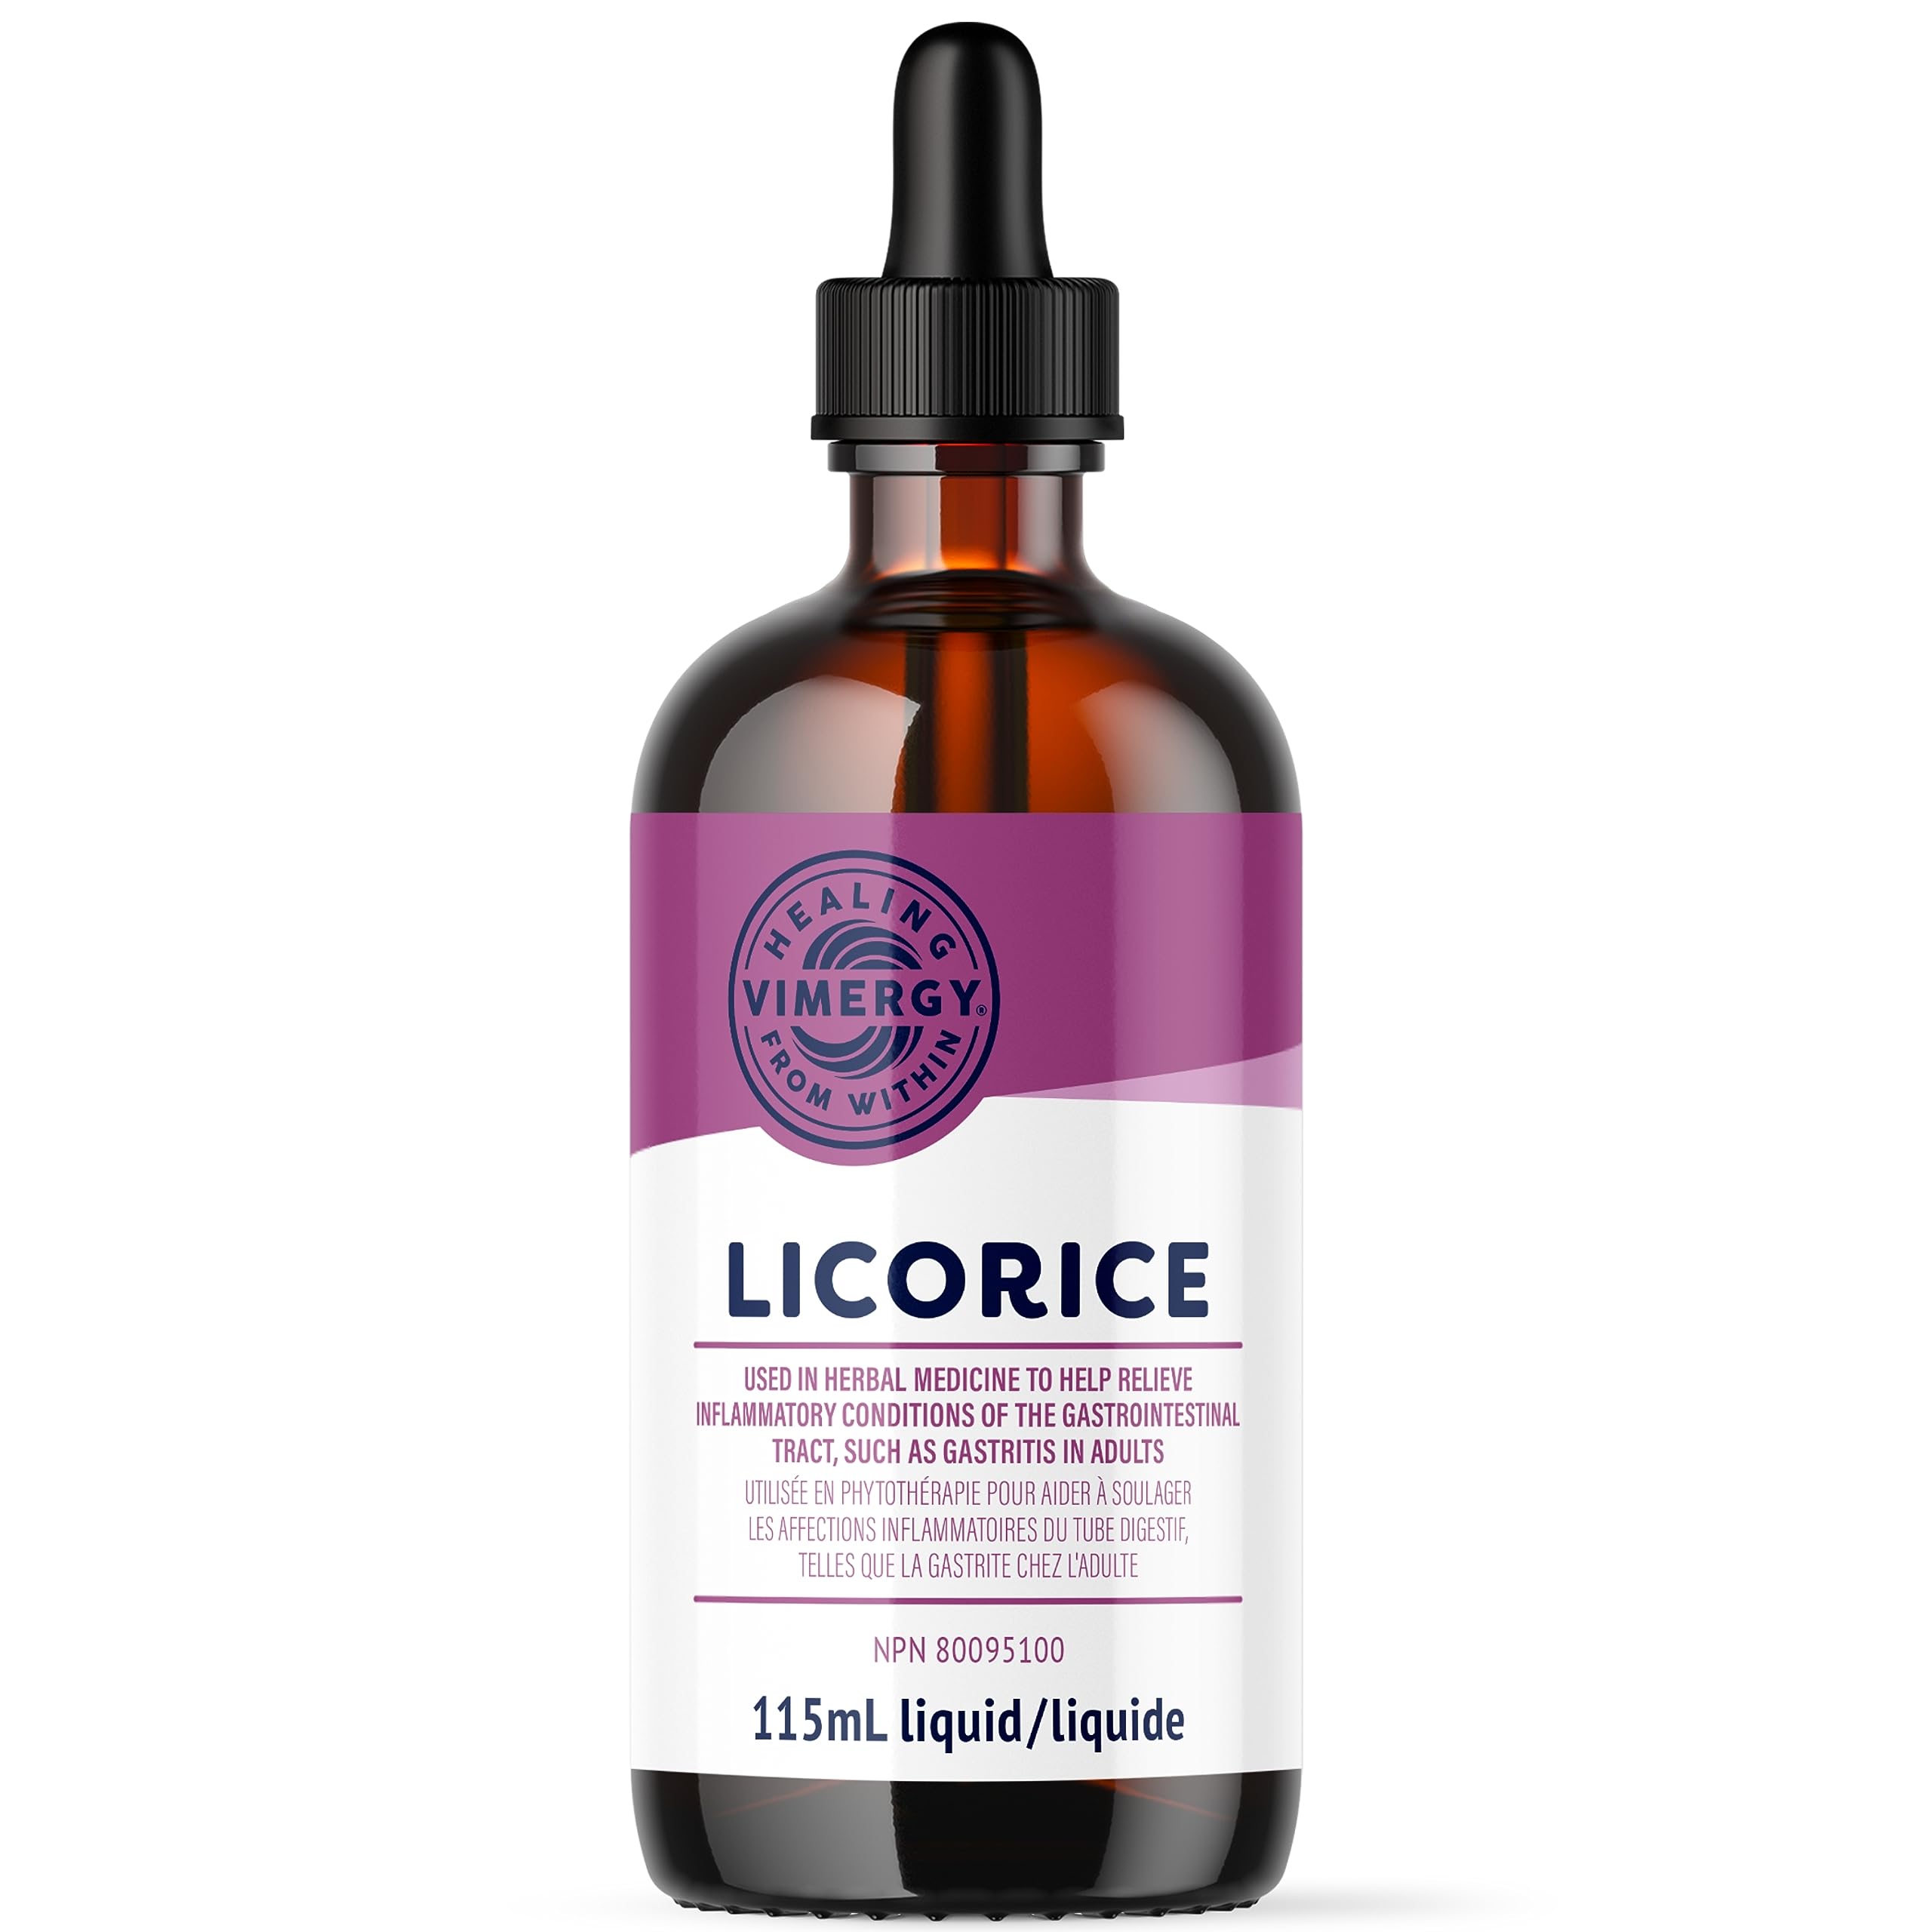 HEALING
VIMERGY®
FROM WITHIN
LICORICE
USED IN HERBAL MEDICINE TO HELP RELIEVE
INFLAMMATORY CONDITIONS OF THE GASTROINTESTINAL
TRACT, SUCH AS GASTRITIS IN ADULTS
UTILISÉE EN PHYTOTHÉRAPIE POUR AIDER À SOULAGER
LES AFFECTIONS INFLAMMATOIRES DU TUBE DIGESTIF,
TELLES QUE LA GASTRITE CHEZ L'ADULTE
NPN 80095100
115mL liquid/liquide